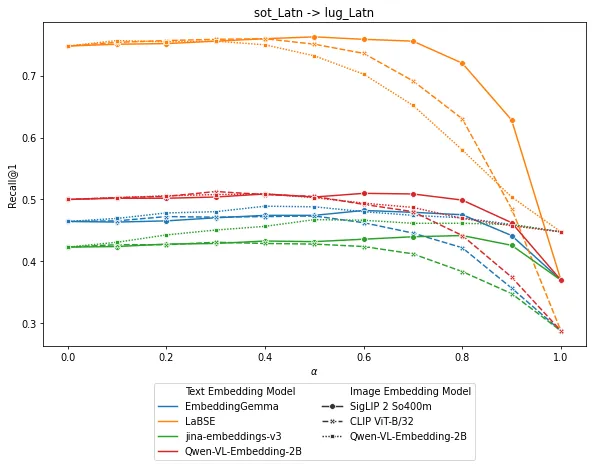 sot_Latn -> lug_Latn
Recall@1
0.7
0.6
0.5
0.4
0.3
0.0 0.2 0.4 0.6 0.8 1.0
α
Text Embedding Model Image Embedding Model
EmbeddingGemma SigLIP 2 So400m
LaBSE CLIP ViT-B/32
jina-embeddings-v3 Qwen-VL-Embedding-2B
Qwen-VL-Embedding-2B